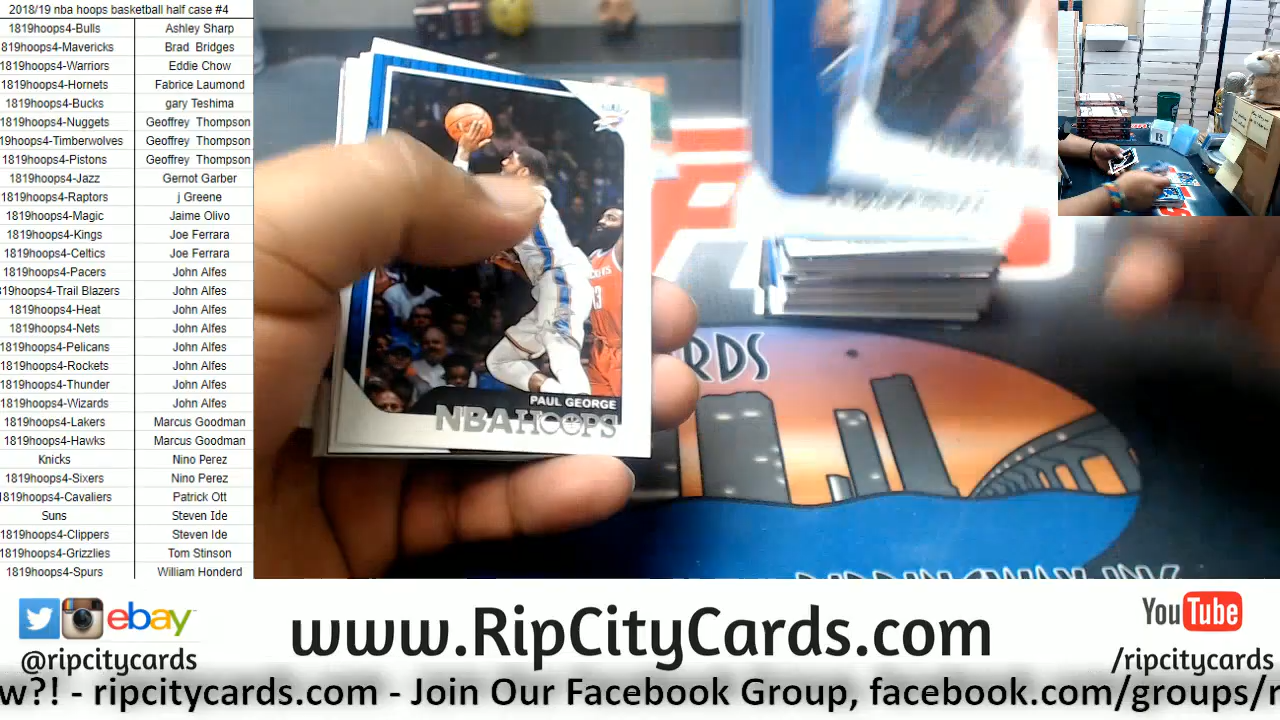 2018/19 nba hoops basketball half case #4
1819hoops4-Bulls Ashley Sharp
819hoops4-Mavericks Brad Bridges
1819hoops4-Warriors Eddie Chow
1819hoops4-Hornets Fabrice Laumond
1819hoops4-Bucks gary Teshima
1819hoops4-Nuggets Geoffrey Thompson
19hoops4-Timberwolves Geoffrey Thompson
1819hoops4-Pistons Geoffrey Thompson
1819hoops4-Jazz Gernot Garber
1819hoops4-Raptors j Greene
1819hoops4-Magic Jaime Olivo
1819hoops4-Kings Joe Ferrara
1819hoops4-Celtics Joe Ferrara
1819hoops4-Pacers John Alfes
819hoops4-Trail Blazers John Alfes
1819hoops4-Heat John Alfes
1819hoops4-Nets John Alfes
1819hoops4-Pelicans John Alfes
1819hoops4-Rockets John Alfes
1819hoops4-Thunder John Alfes
1819hoops4-Wizards John Alfes
1819hoops4-Lakers Marcus Goodman
1819hoops4-Hawks Marcus Goodman
Knicks Nino Perez
1819hoops4-Sixers Nino Perez
1819hoops4-Cavaliers Patrick Ott
Suns Steven Ide
1819hoops4-Clippers Steven Ide
1819hoops4-Grizzlies Tom Stinson
1819hoops4-Spurs William Honderd
PAUL GEORGE
NBA HOOPS
RDS
ebay
@ripcitycards
www.RipCityCards.com
YouTube
/ripcitycards
w?! - ripcitycards.com - Join Our Facebook Group, facebook.com/groups/r